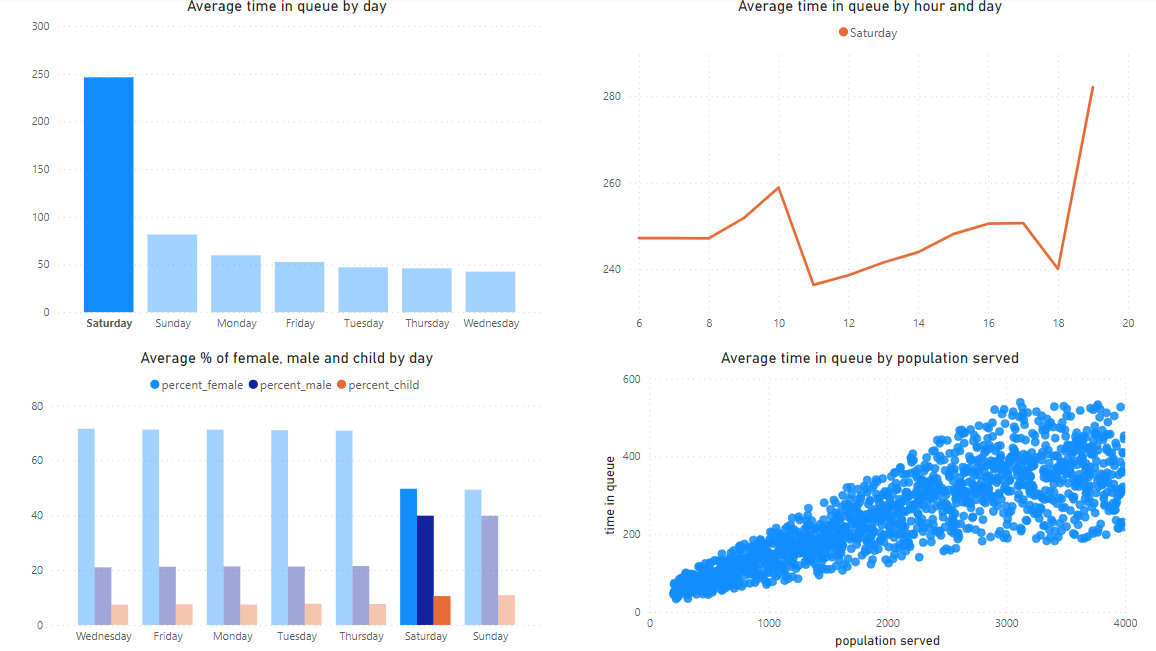 Average time in queue by day
300
250
200
150
100
50
0
Saturday Sunday Monday Friday Tuesday Thursday Wednesday
Average time in queue by hour and day
Saturday
280
260
240
6 8 10 12 14 16 18 20
Average % of female, male and child by day
percent_female percent_male percent_child
80
60
40
20
0
Wednesday Friday Monday Tuesday Thursday Saturday Sunday
Average time in queue by population served
time in queue
600
400
200
0
0 1000 2000 3000 4000
population served